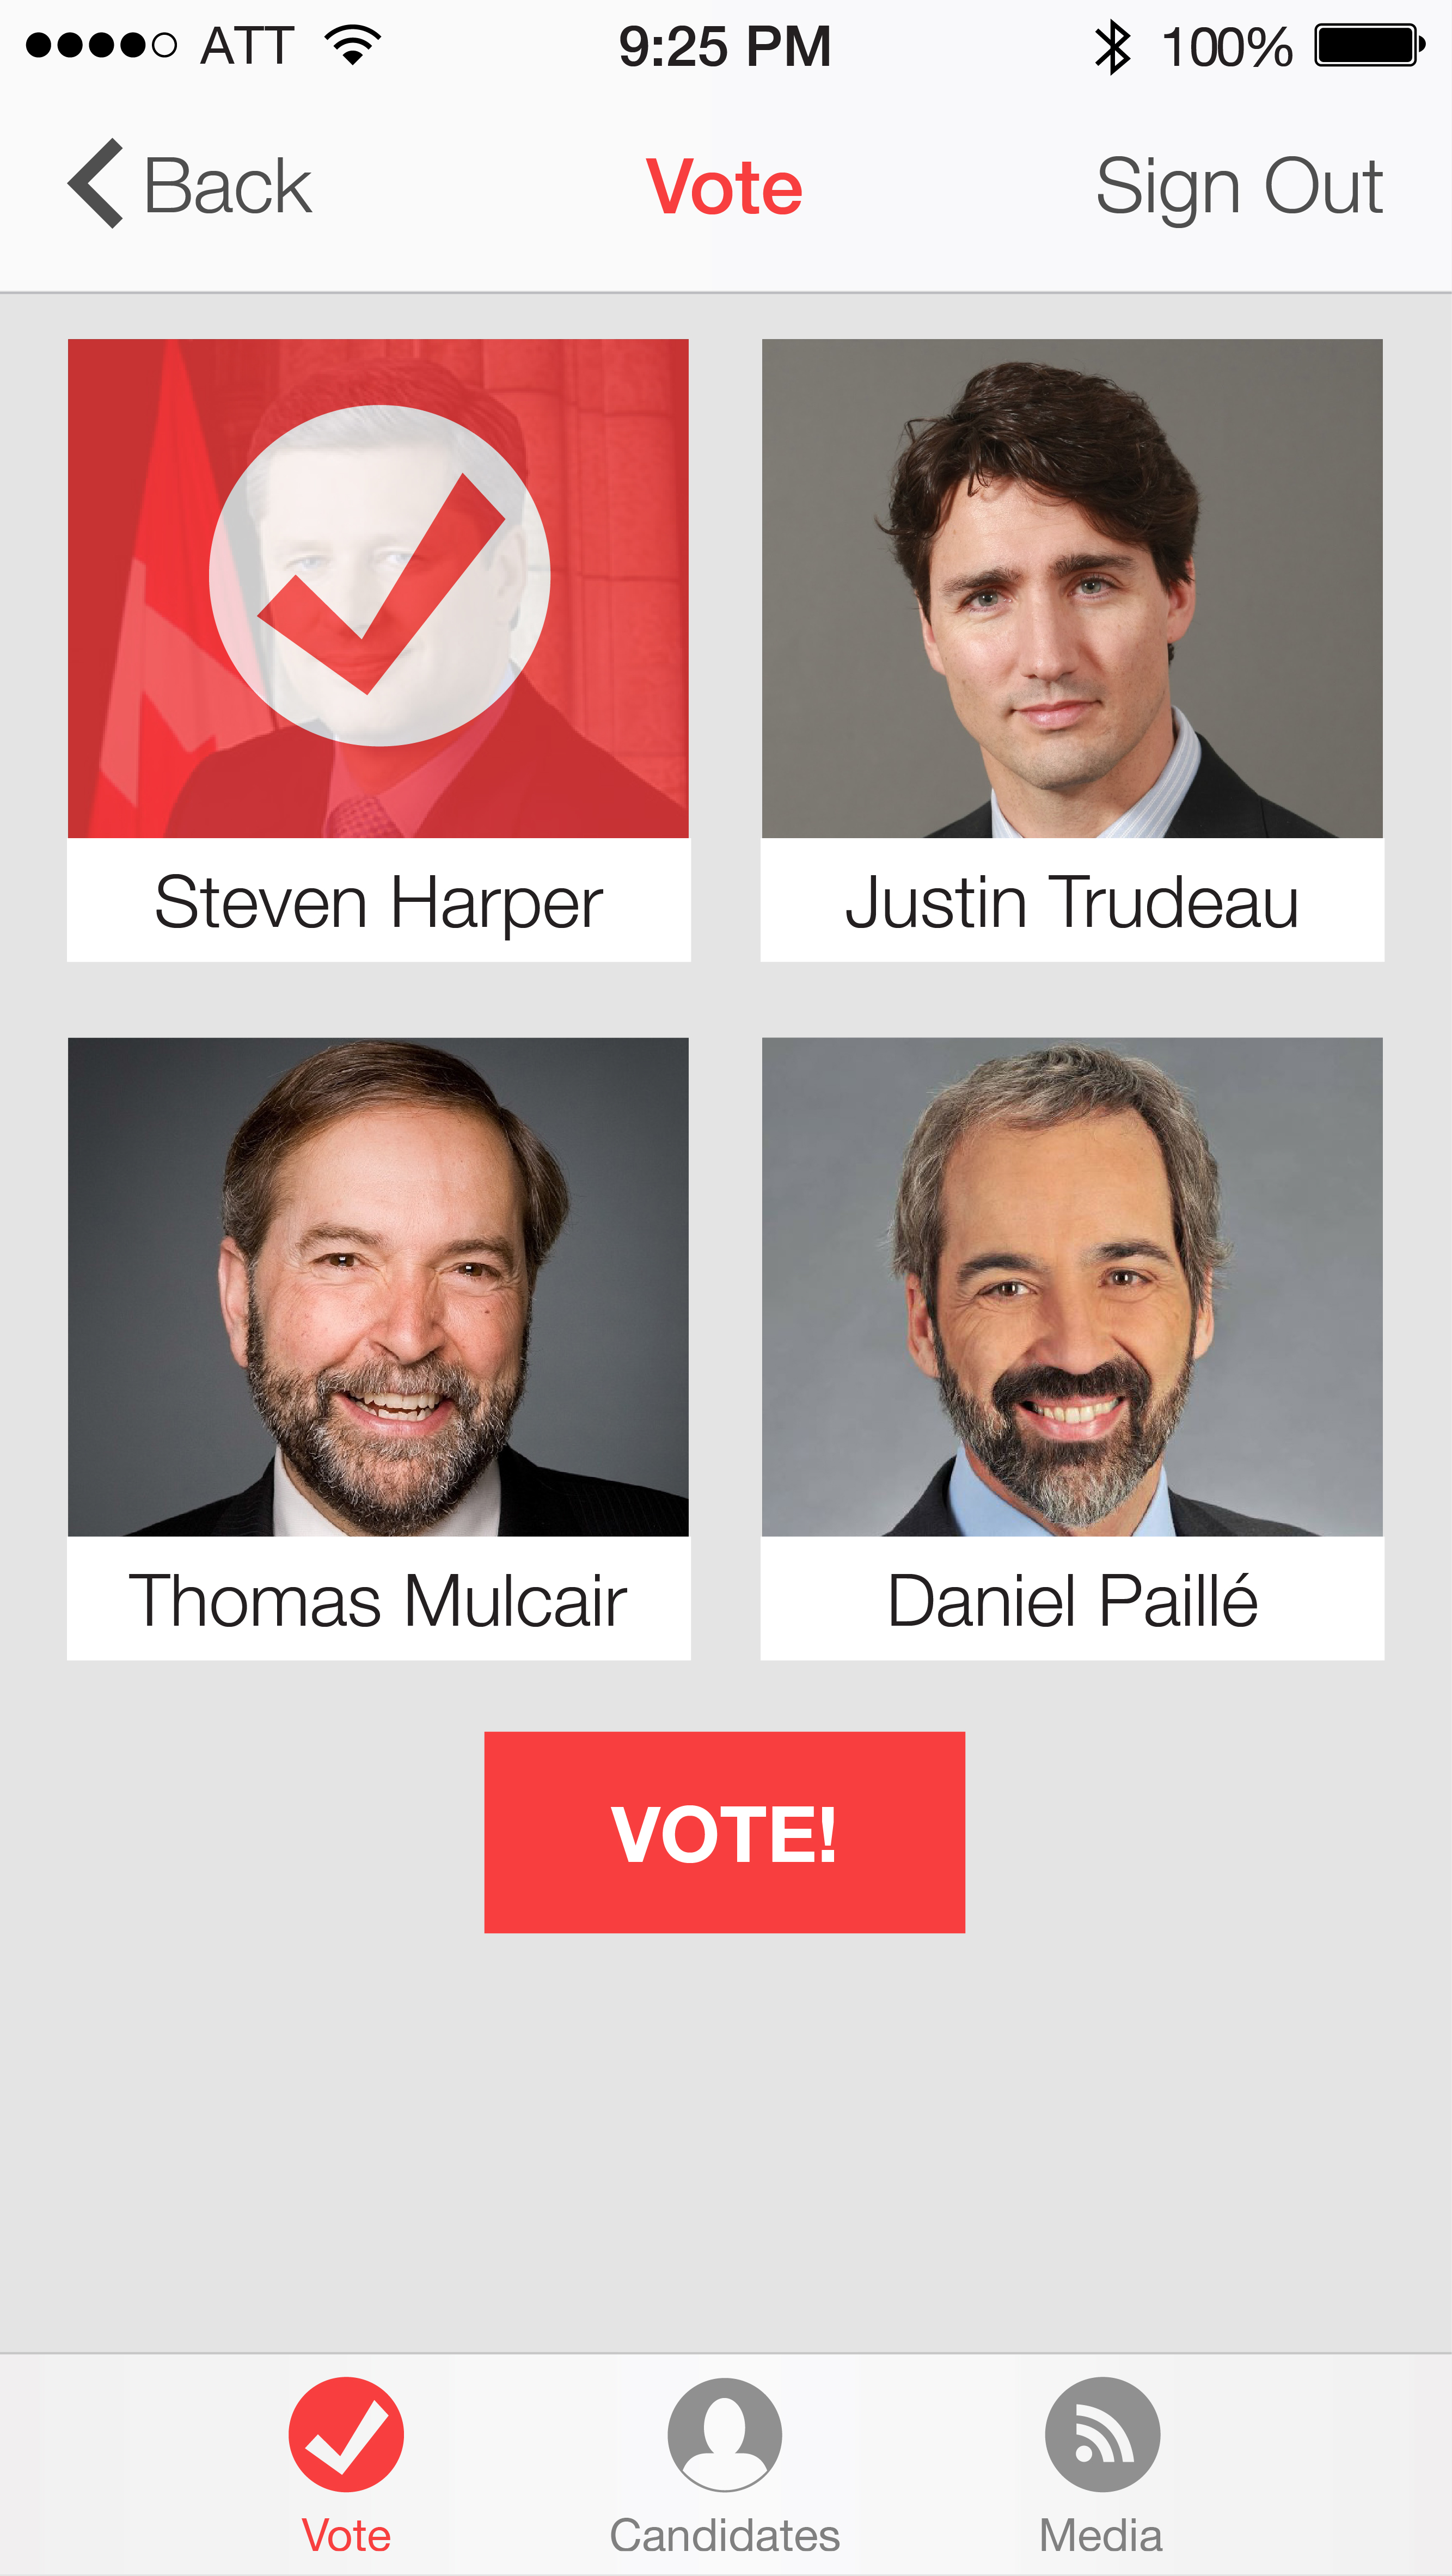 ATT 9:25 PM 100%
Back Vote Sign Out
Steven Harper Justin Trudeau
Thomas Mulcair Daniel Paillé
VOTE!
Vote Candidates Media